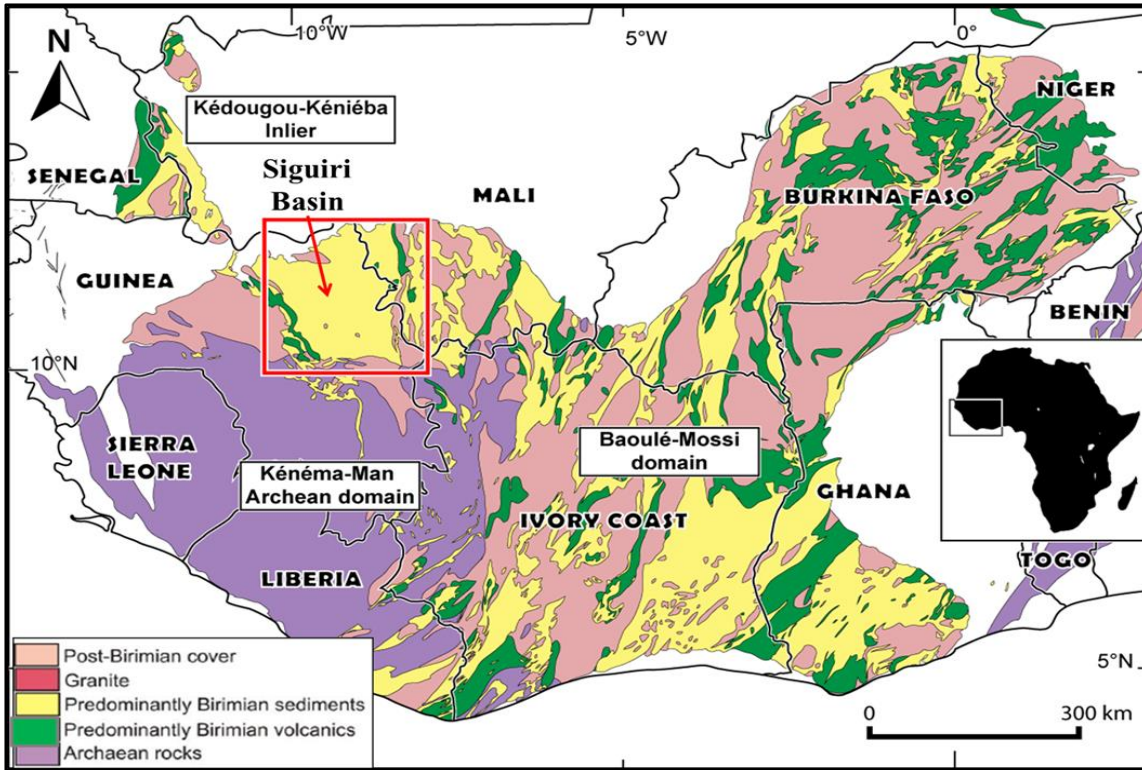 10°W
5°W
0°
N
Kédougou-Kéniéba
Inlier
NIGER
SENEGAL
Siguiri
Basin
MALI
BURKINA FASO
GUINEA
BENIN
10°N
SIERRA
LEONE
Kénéma-Man
Archean domain
Baoulé-Mossi
domain
GHANA
IVORY COAST
TOGO
LIBERIA
Post-Birimian cover
Granite
Predominantly Birimian sediments
Predominantly Birimian volcanics
Archaean rocks
5°N
0
300 km